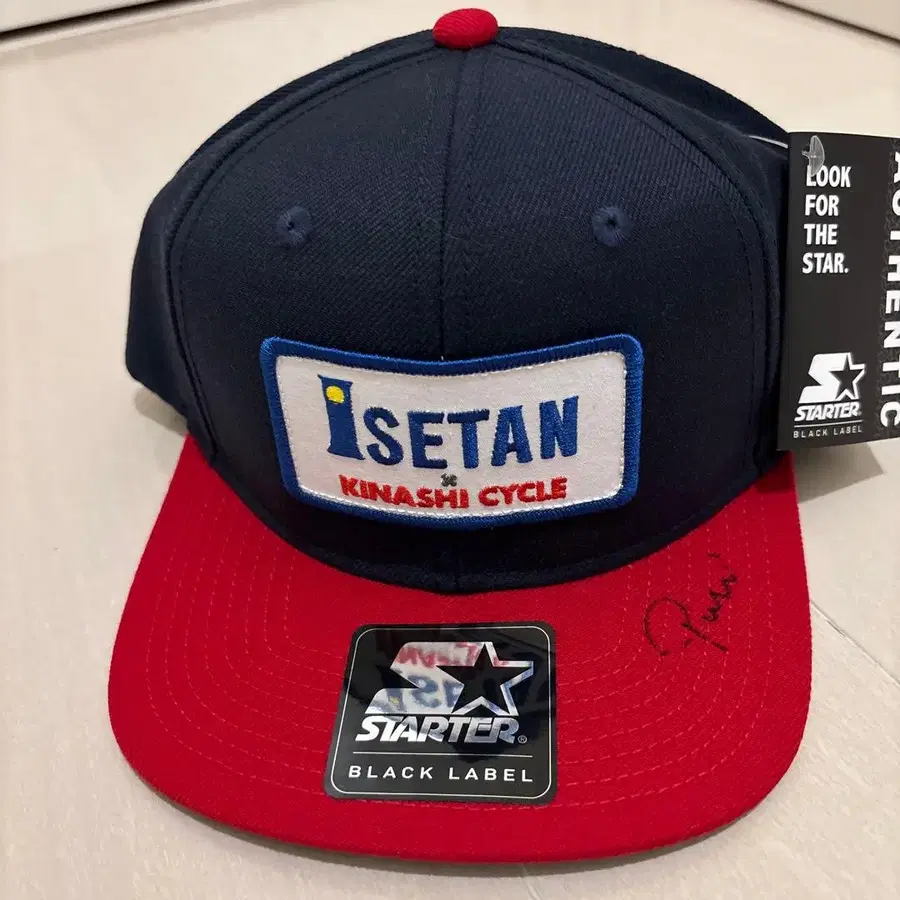 ISETAN
×
KINASHI CYCLE
LOOK
FOR
THE
STAR.
AUTHENTIC
STARTER
BLACK LABEL
STARTER®
BLACK LABEL